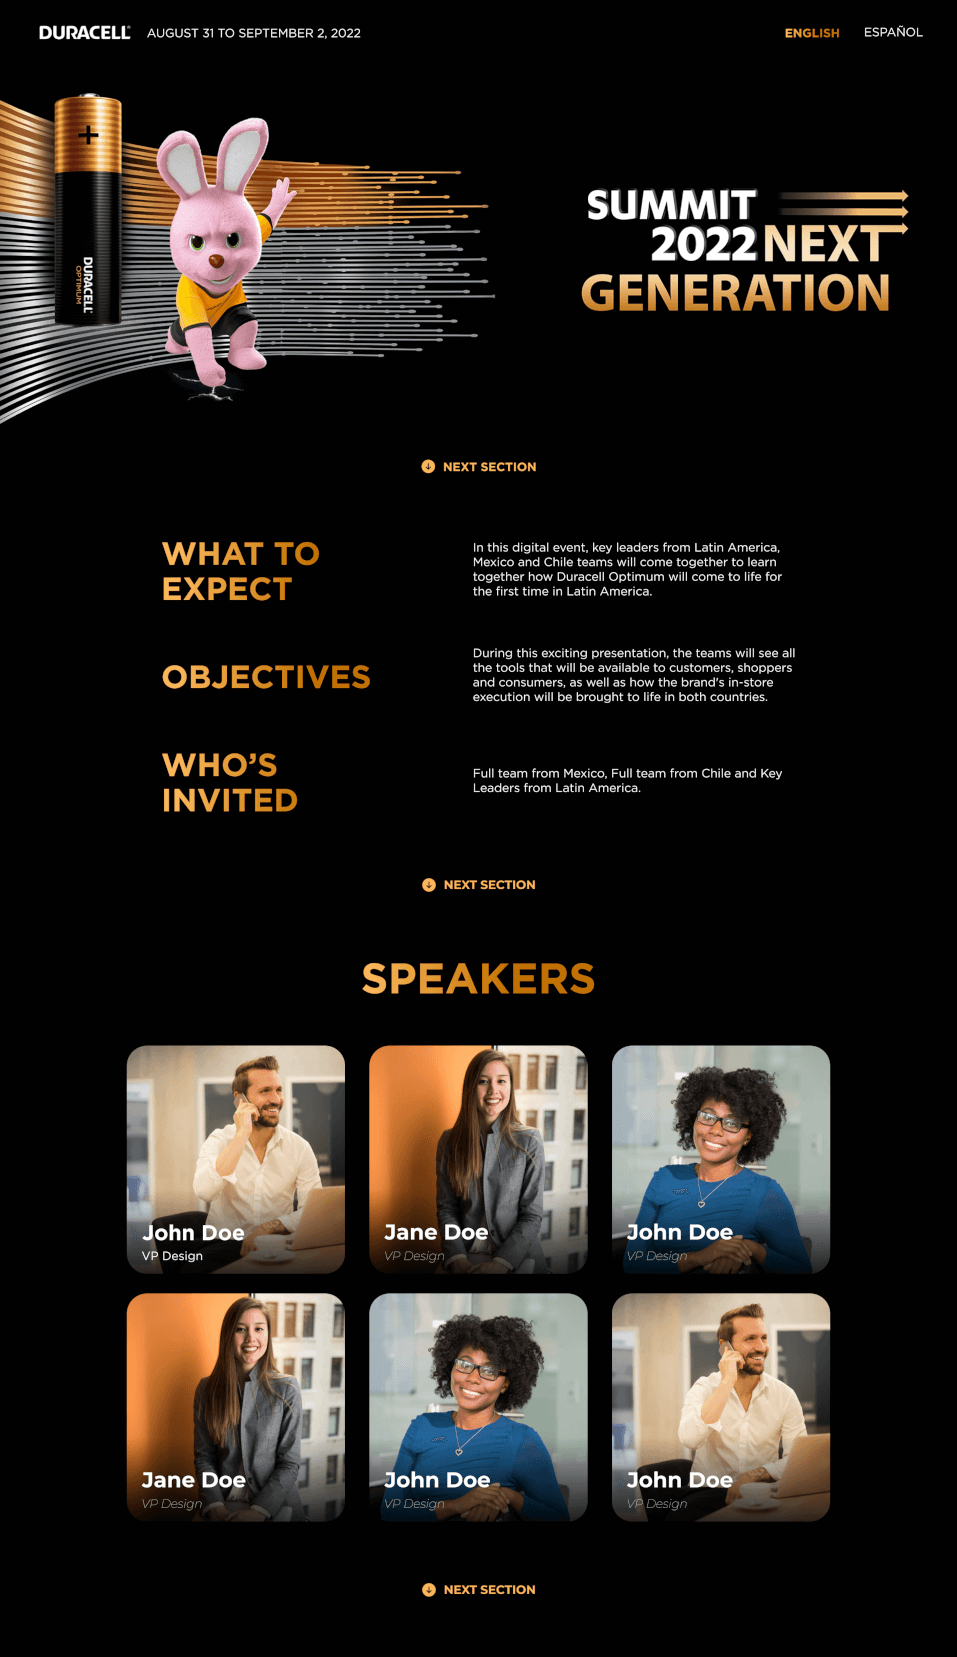 DURACELL® AUGUST 31 TO SEPTEMBER 2, 2022
ENGLISH ESPAÑOL
+
DURACELL
OPTIMUM
SUMMIT
2022 NEXT
GENERATION
NEXT SECTION
WHAT TO
EXPECT
In this digital event, key leaders from Latin America,
Mexico and Chile teams will come together to learn
together how Duracell Optimum will come to life for
the first time in Latin America.
OBJECTIVES
During this exciting presentation, the teams will see all
the tools that will be available to customers, shoppers
and consumers, as well as how the brand's in-store
execution will be brought to life in both countries.
WHO'S
INVITED
Full team from Mexico, Full team from Chile and Key
Leaders from Latin America.
NEXT SECTION
SPEAKERS
John Doe
VP Design
Jane Doe
VP Design
John Doe
VP Design
Jane Doe
VP Design
John Doe
VP Design
John Doe
VP Design
NEXT SECTION